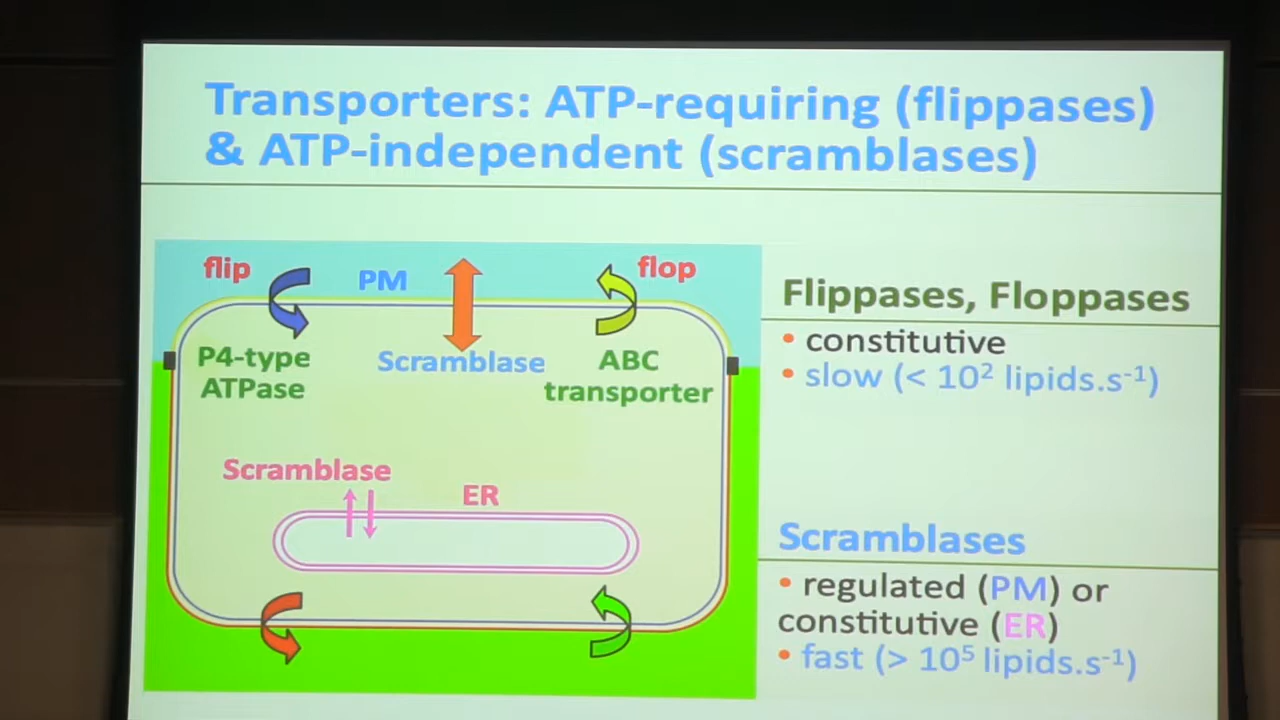 Transporters: ATP-requiring (flippases)
& ATP-independent (scramblases)
flip
PM
flop
P4-type
ATPase
Scramblase
ABC
transporter
Scramblase
ER
Flippases, Floppases
• constitutive
• slow (< 10² lipids.s⁻¹)
Scramblases
• regulated (PM) or
constitutive (ER)
• fast (> 10⁵ lipids.s⁻¹)